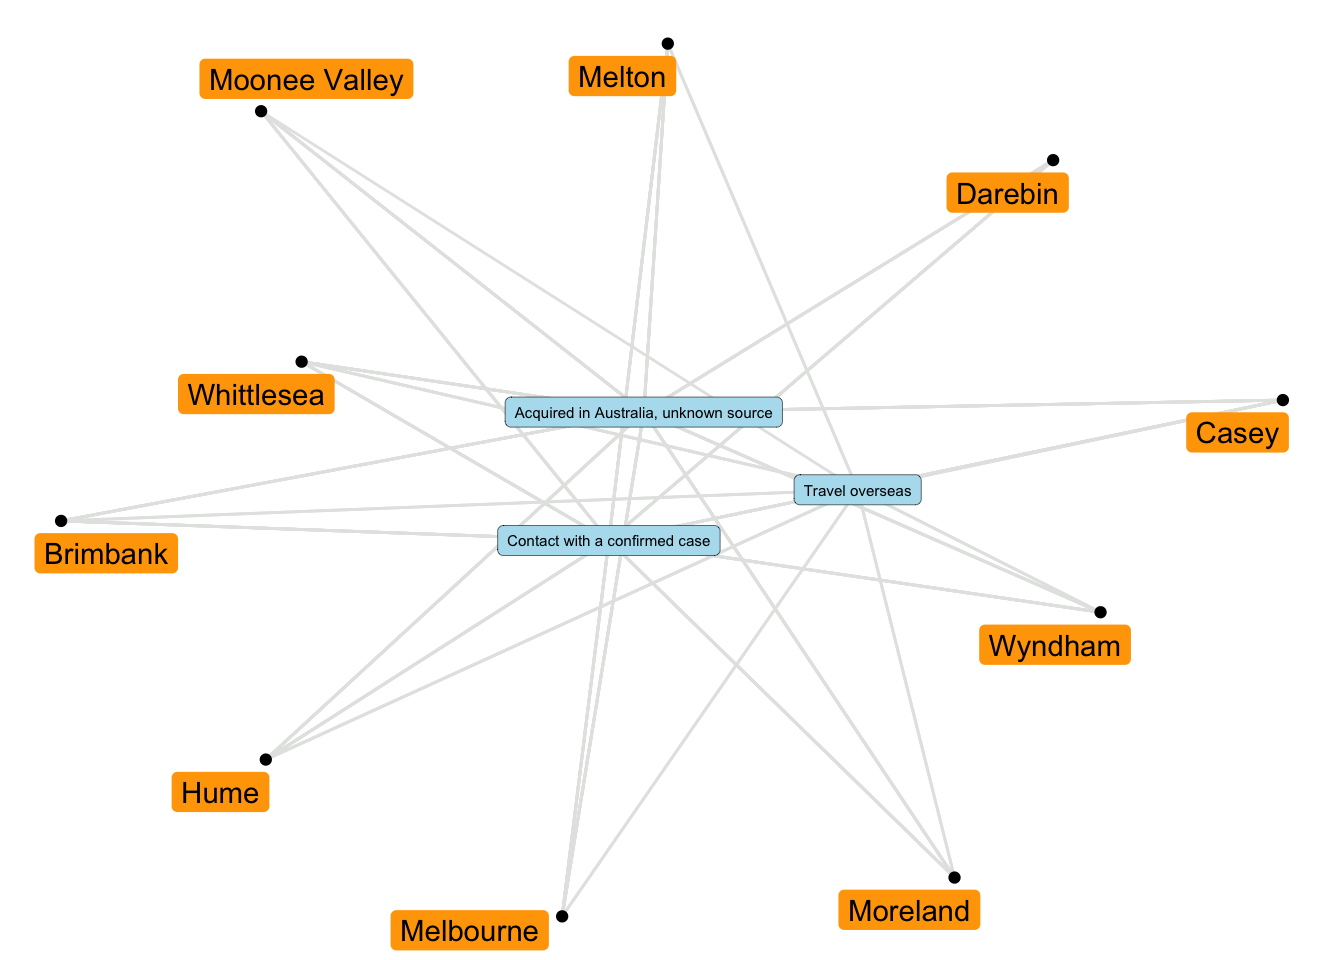 Moonee Valley
Melton
Darebin
Whittlesea
Acquired in Australia, unknown source
Casey
Travel overseas
Brimbank
Contact with a confirmed case
Wyndham
Hume
Moreland
Melbourne